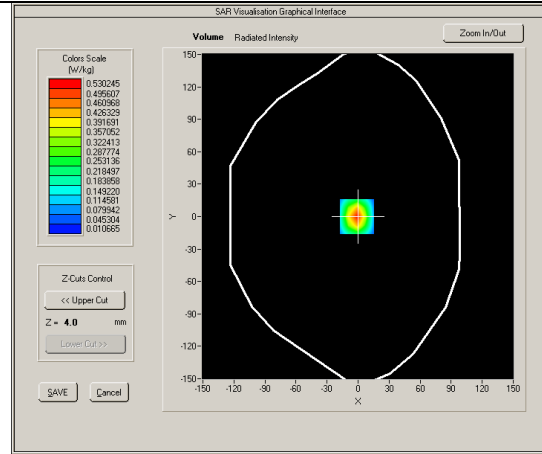 SAR Visualisation Graphical Interface
Volume Radiated Intensity
Zoom In/Out
Colors Scale
(W/kg)
0.530245
0.495607
0.460968
0.426329
0.391691
0.357052
0.322413
0.287774
0.253136
0.218497
0.183858
0.149220
0.114581
0.079942
0.045304
0.010665
150
120
90
60
30
0
-30
-60
-90
-120
-150
Y
-150 -120 -90 -60 -30 0 30 60 90 120 150
X
Z-Cuts Control
<< Upper Cut
Z = 4.0 mm
Lower Cut >>
SAVE Cancel